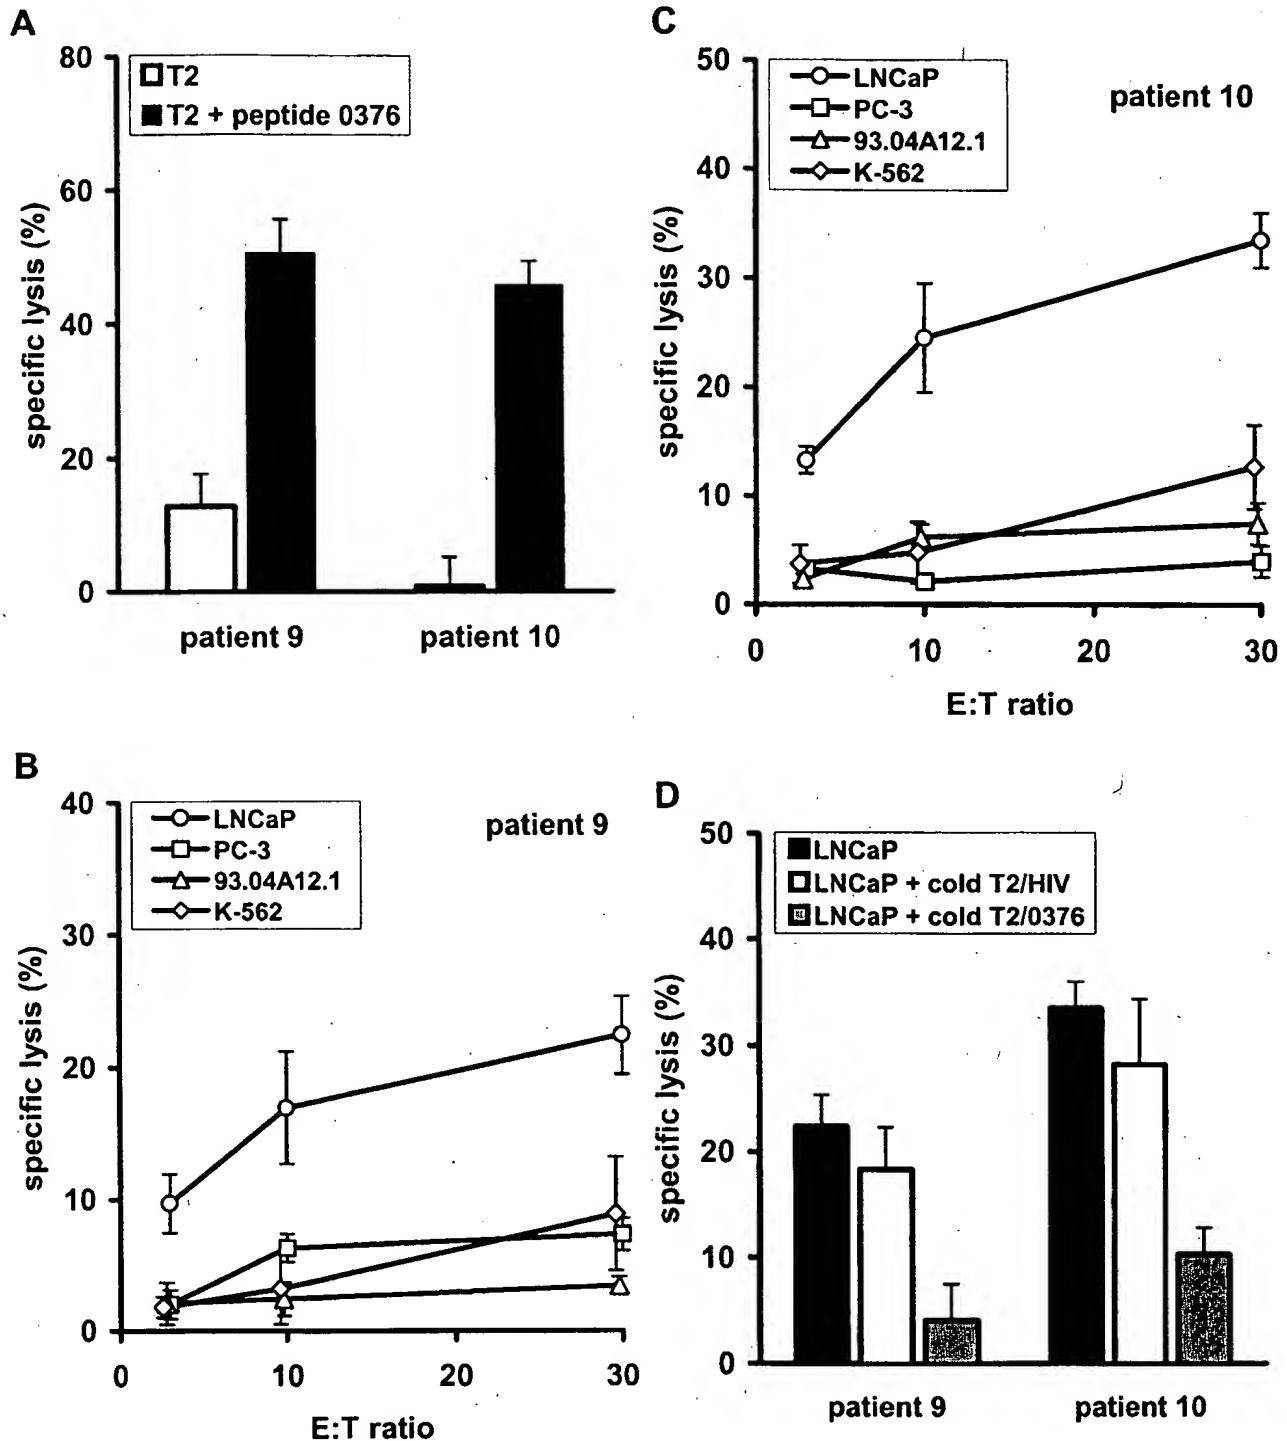 A
80
60
40
20
0
specific lysis (%)
T2
T2 + peptide 0376
patient 9
patient 10
B
40
30
20
10
0
specific lysis (%)
LNCaP
PC-3
93.04A12.1
K-562
patient 9
0
10
20
30
E:T ratio
C
50
40
30
20
10
0
specific lysis (%)
LNCaP
PC-3
93.04A12.1
K-562
patient 10
0
10
20
30
E:T ratio
D
50
40
30
20
10
0
specific lysis (%)
LNCaP
LNCaP + cold T2/HIV
LNCaP + cold T2/0376
patient 9
patient 10